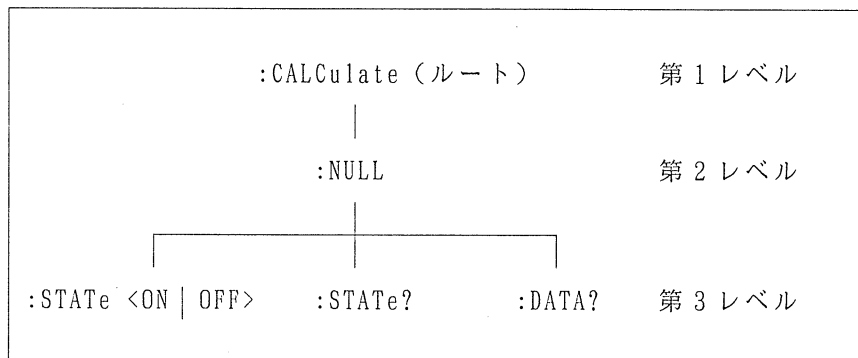 :CALCulate (ルート) 第1レベル
:NULL 第2レベル
:STATe <ON | OFF> :STATe? :DATA? 第3レベル